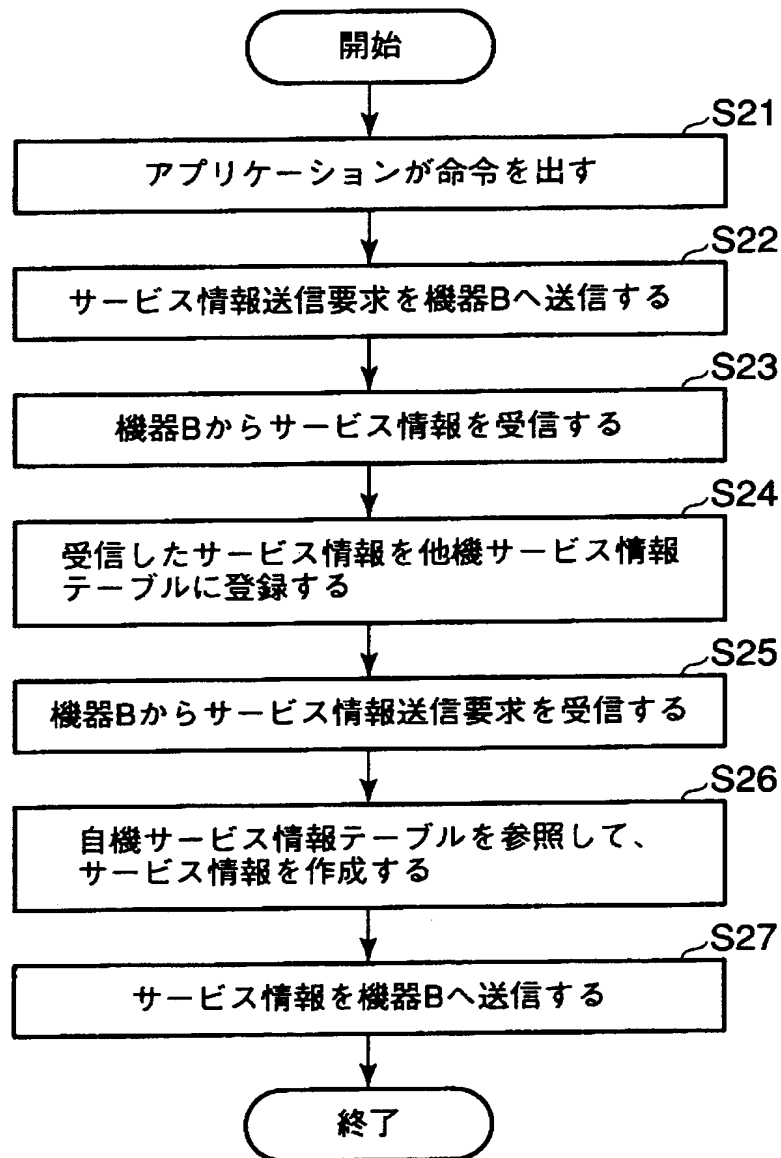 開始
S21
アプリケーションが命令を出す
S22
サービス情報送信要求を機器Bへ送信する
S23
機器Bからサービス情報を受信する
S24
受信したサービス情報を他機サービス情報
テーブルに登録する
S25
機器Bからサービス情報送信要求を受信する
S26
自機サービス情報テーブルを参照して、
サービス情報を作成する
S27
サービス情報を機器Bへ送信する
終了